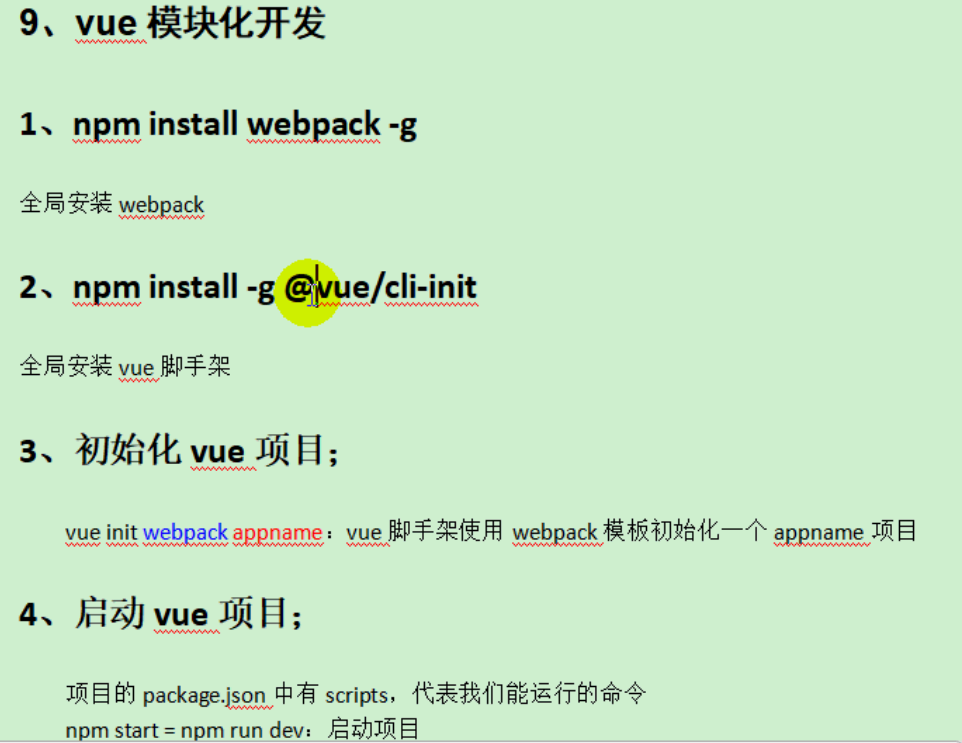 9、vue 模块化开发
1、npm install webpack -g
全局安装 webpack
2、npm install -g @vue/cli-init
全局安装 vue 脚手架
3、初始化 vue 项目；
vue init webpack appname：vue 脚手架使用 webpack 模板初始化一个 appname 项目
4、启动 vue 项目；
项目的 package.json 中有 scripts，代表我们能运行的命令
npm start = npm run dev：启动项目